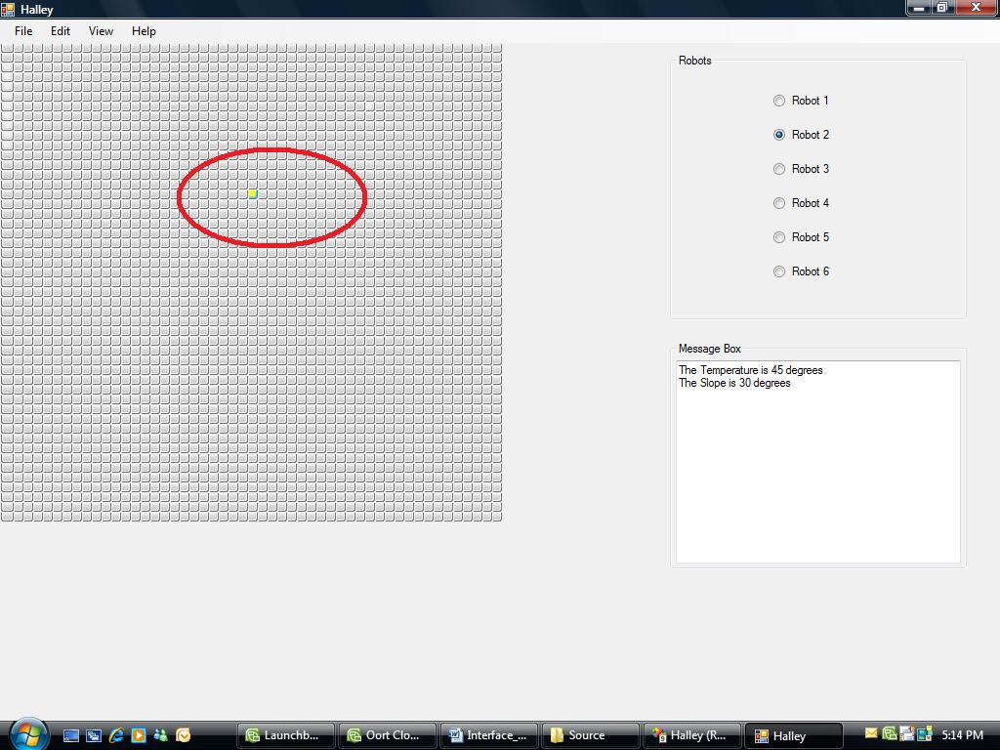 Halley
File Edit View Help
Robots
Robot 1
Robot 2
Robot 3
Robot 4
Robot 5
Robot 6
Message Box
The Temperature is 45 degrees
The Slope is 30 degrees
Launchb... Oort Clo... Interface_... Source Halley (R... Halley 5:14 PM